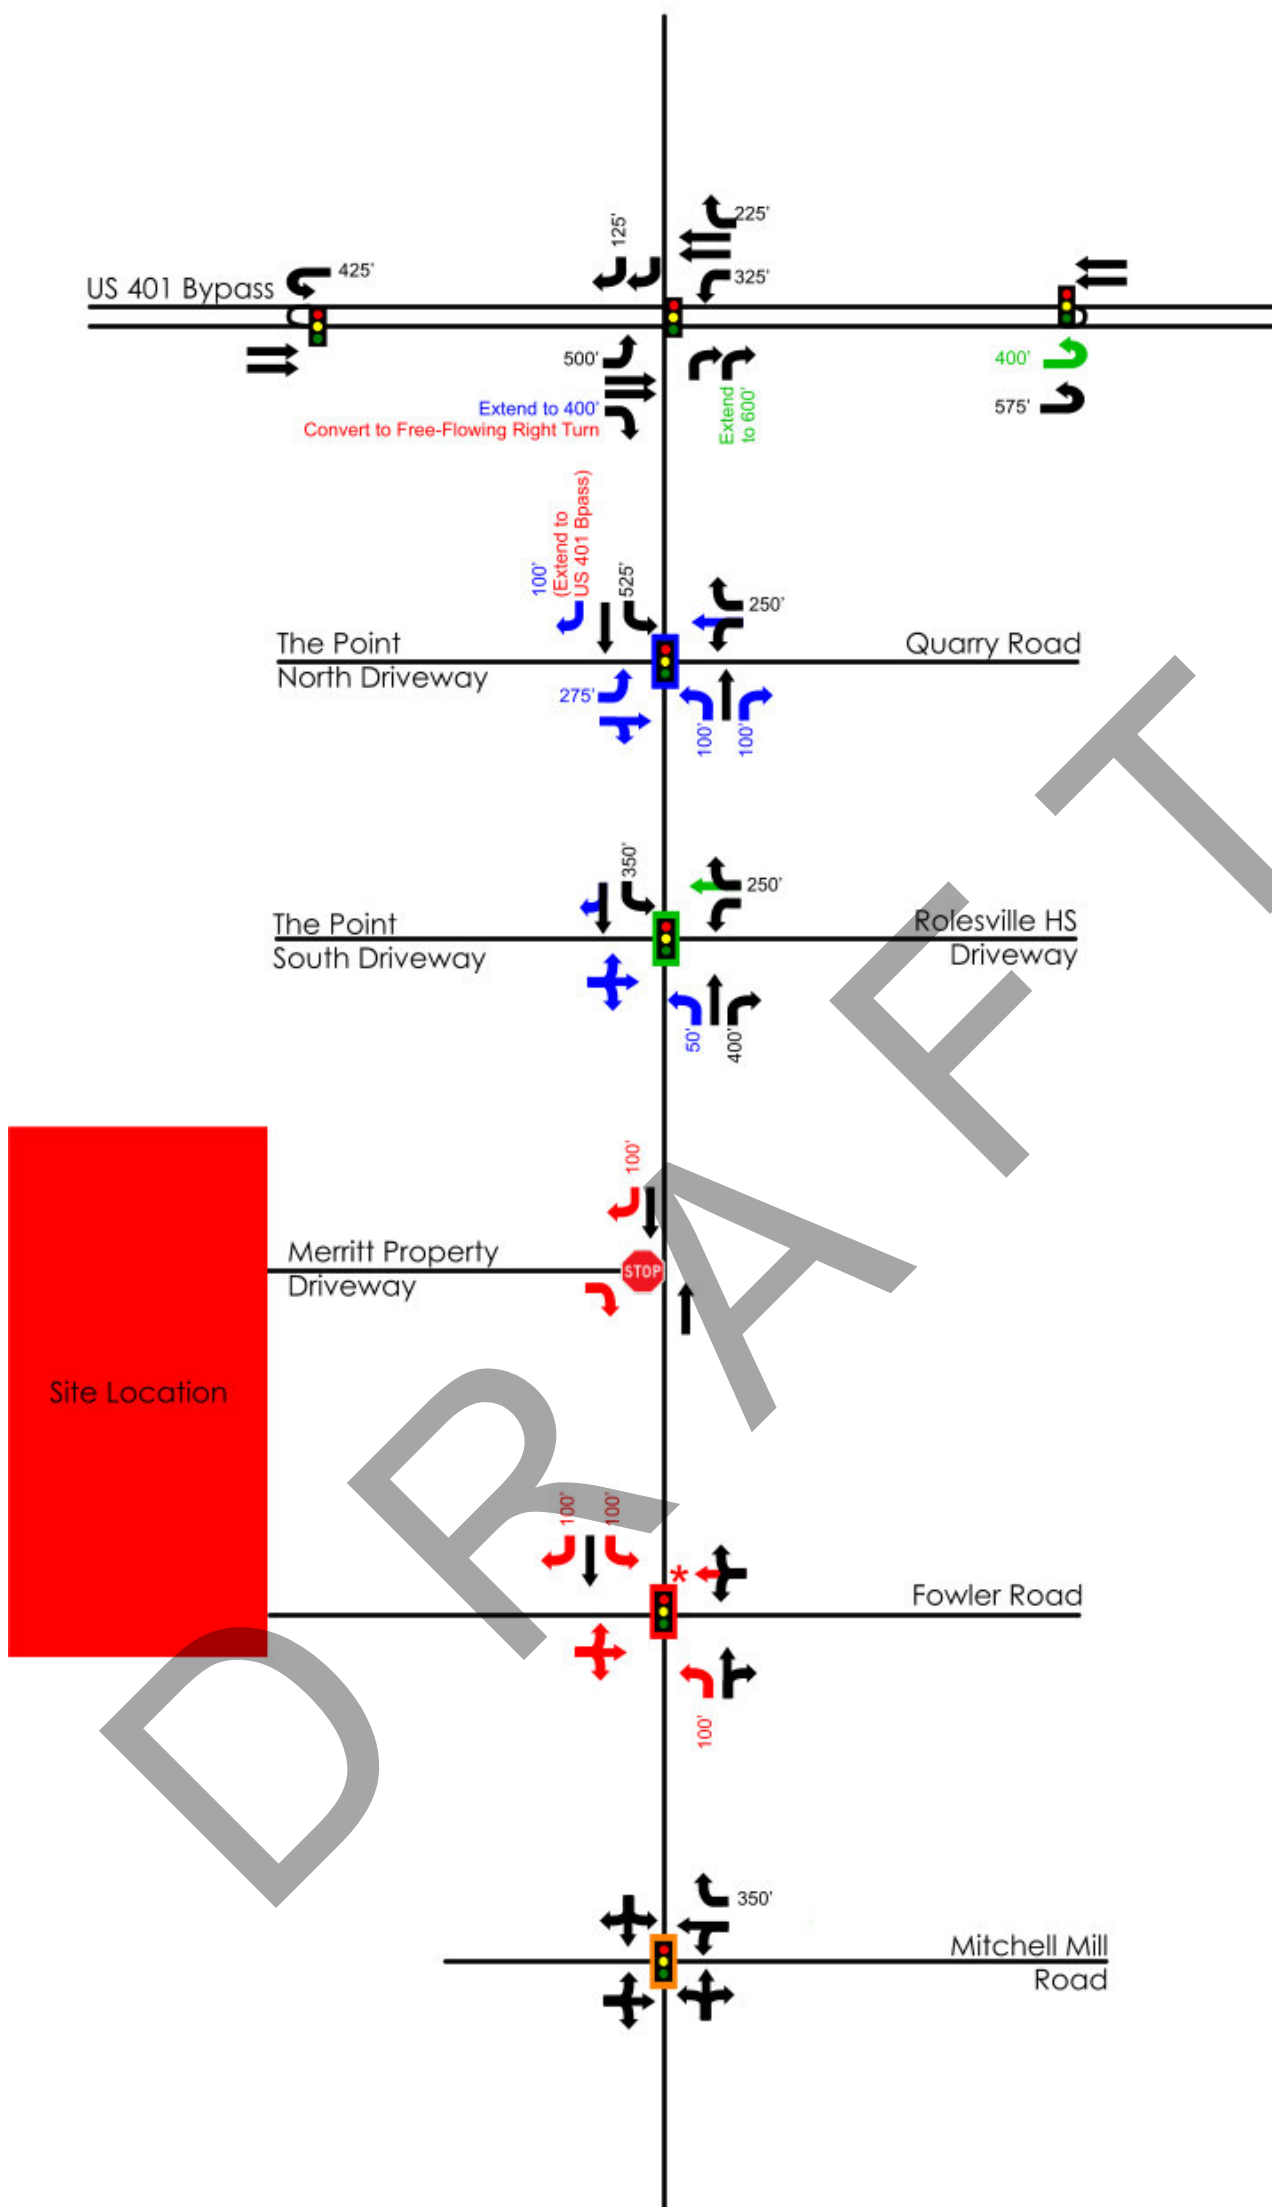 225'
125'
425'
325'
US 401 Bypass
500'
400'
Extend to 400'
575'
Convert to Free-Flowing Right Turn
Extend
to 600'
100'
(Extend to
US 401 Bpass)
525'
250'
The Point
North Driveway
Quarry Road
275'
100'
100'
350'
250'
The Point
South Driveway
Rolesville HS
Driveway
50'
400'
100'
Merritt Property
Driveway
STOP
Site Location
100'
100'
*
Fowler Road
100'
350'
Mitchell Mill
Road
DRAFT